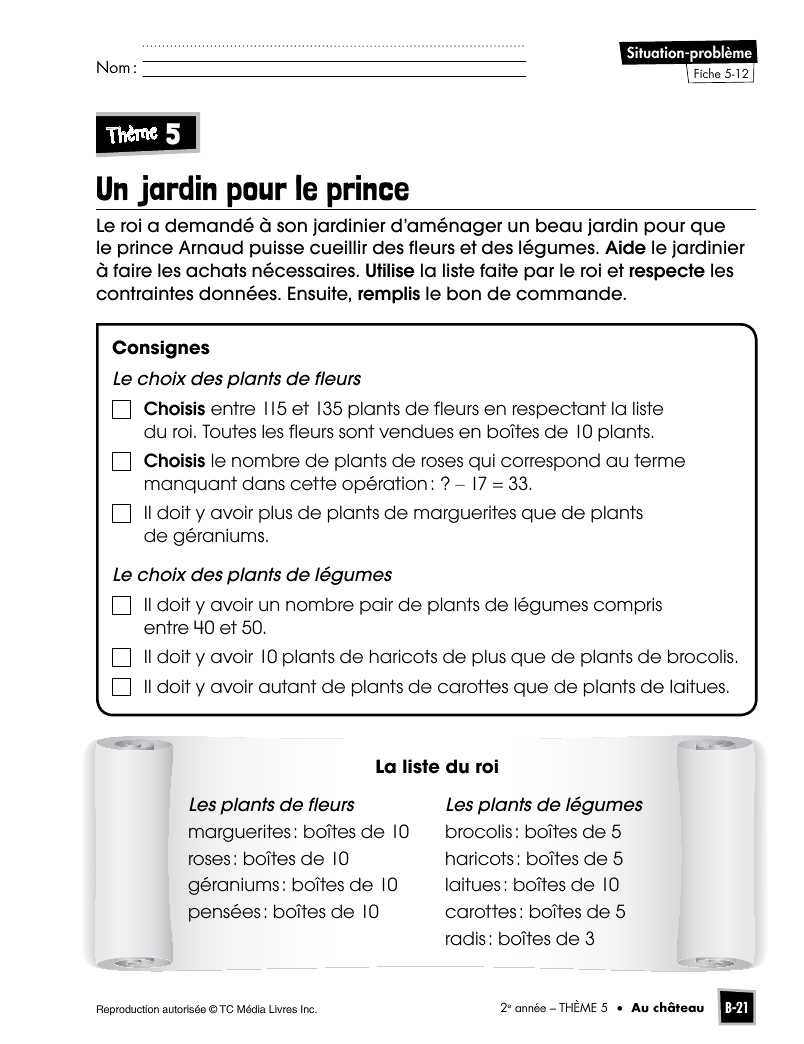 Nom :
Situation-problème
Fiche 5-12
Thème 5
Un jardin pour le prince
Le roi a demandé à son jardinier d'aménager un beau jardin pour que
le prince Arnaud puisse cueillir des fleurs et des légumes. Aide le jardinier
à faire les achats nécessaires. Utilise la liste faite par le roi et respecte les
contraintes données. Ensuite, remplis le bon de commande.
Consignes
Le choix des plants de fleurs
Choisis entre 115 et 135 plants de fleurs en respectant la liste
du roi. Toutes les fleurs sont vendues en boîtes de 10 plants.
Choisis le nombre de plants de roses qui correspond au terme
manquant dans cette opération : ? – 17 = 33.
Il doit y avoir plus de plants de marguerites que de plants
de géraniums.
Le choix des plants de légumes
Il doit y avoir un nombre pair de plants de légumes compris
entre 40 et 50.
Il doit y avoir 10 plants de haricots de plus que de plants de brocolis.
Il doit y avoir autant de plants de carottes que de plants de laitues.
La liste du roi
Les plants de fleurs
marguerites : boîtes de 10
roses : boîtes de 10
géraniums : boîtes de 10
pensées : boîtes de 10
Les plants de légumes
brocolis : boîtes de 5
haricots : boîtes de 5
laitues : boîtes de 10
carottes : boîtes de 5
radis : boîtes de 3
Reproduction autorisée © TC Média Livres Inc.
2e année – THÈME 5 • Au château
B-21